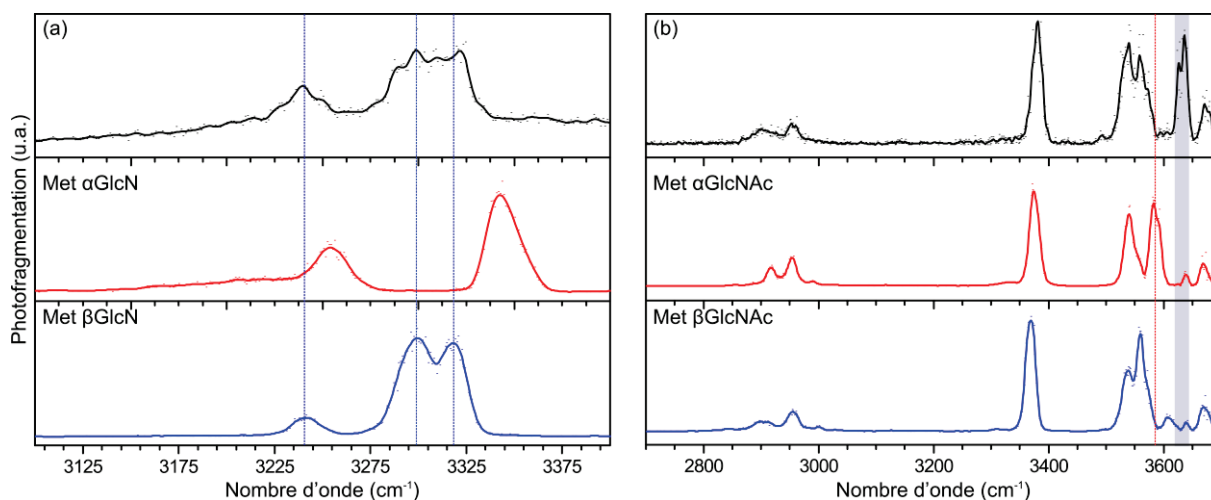 (a)
(b)
Photofragmentation (u.a.)
Met αGlcN
Met αGlcNAc
Met βGlcN
Met βGlcNAc
3125 3175 3225 3275 3325 3375
2800 3000 3200 3400 3600
Nombre d'onde (cm⁻¹)
Nombre d'onde (cm⁻¹)